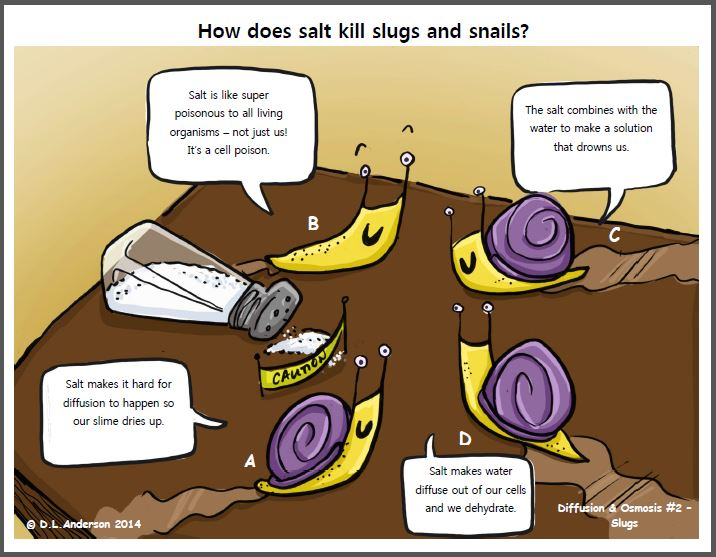 How does salt kill slugs and snails?
Salt is like super
poisonous to all living
organisms – not just us!
It's a cell poison.
The salt combines with the
water to make a solution
that drowns us.
B
C
CAUTION
Salt makes it hard for
diffusion to happen so
our slime dries up.
A
D
Salt makes water
diffuse out of our cells
and we dehydrate.
Diffusion & Osmosis #2 –
Slugs
© D.L.Anderson 2014